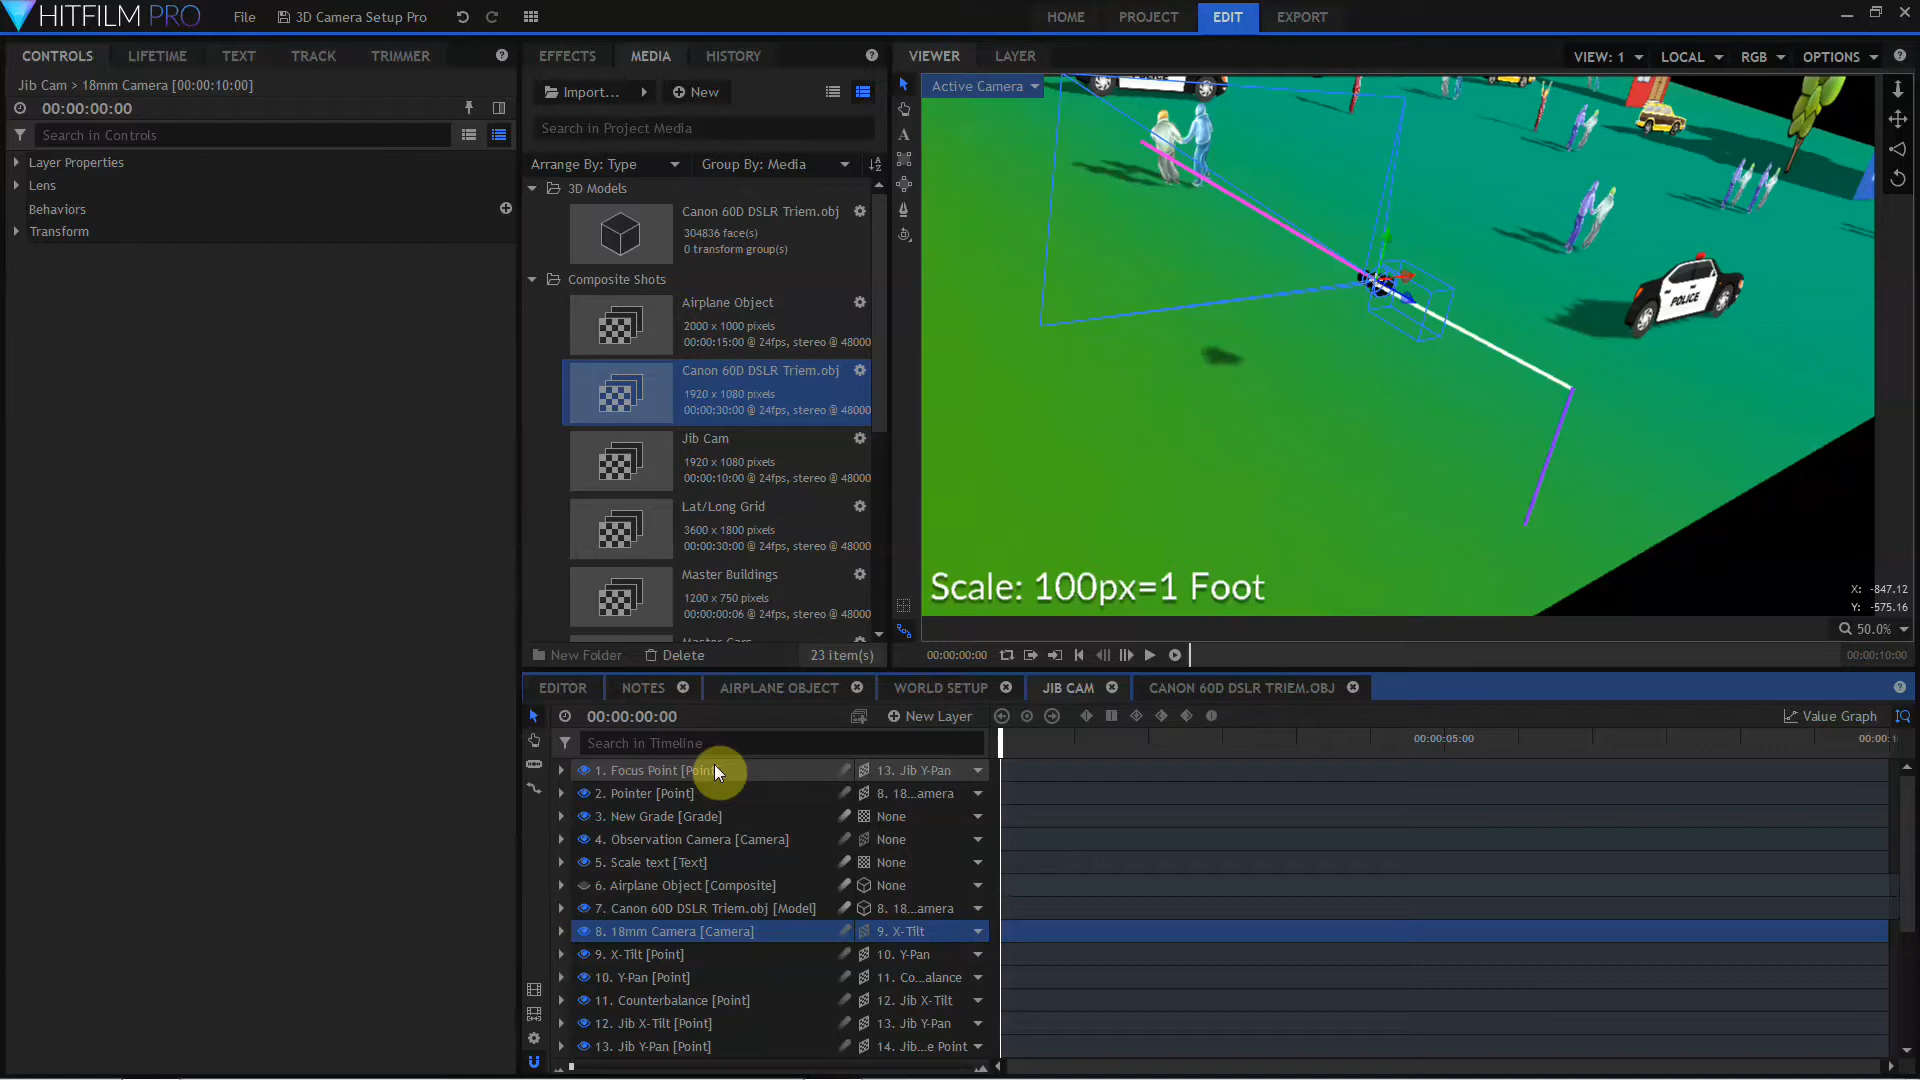 HITFILM PRO
File
3D Camera Setup Pro
HOME
PROJECT
EDIT
EXPORT
CONTROLS
LIFETIME
TEXT
TRACK
TRIMMER
Jib Cam > 18mm Camera [00:00:10:00]
00:00:00:00
Search in Controls
Layer Properties
Lens
Behaviors
Transform
EFFECTS
MEDIA
HISTORY
Import...
New
Search in Project Media
Arrange By: Type
Group By: Media
3D Models
Canon 60D DSLR Triem.obj
304836 face(s)
0 transform group(s)
Composite Shots
Airplane Object
2000 x 1000 pixels
00:00:15:00 @ 24fps, stereo @ 48000
Canon 60D DSLR Triem.obj
1920 x 1080 pixels
00:00:30:00 @ 24fps, stereo @ 48000
Jib Cam
1920 x 1080 pixels
00:00:10:00 @ 24fps, stereo @ 48000
Lat/Long Grid
3600 x 1800 pixels
00:00:30:00 @ 24fps, stereo @ 48000
Master Buildings
1200 x 750 pixels
00:00:00:06 @ 24fps, stereo @ 48000
New Folder
Delete
23 item(s)
VIEWER
LAYER
VIEW: 1
LOCAL
RGB
OPTIONS
Active Camera
POLICE
Scale: 100px=1 Foot
X: -847.12
Y: -575.16
50.0%
00:00:00:00
00:00:10:00
EDITOR
NOTES
AIRPLANE OBJECT
WORLD SETUP
JIB CAM
CANON 60D DSLR TRIEM.OBJ
00:00:00:00
New Layer
Value Graph
Search in Timeline
00:00:05:00
00:00:1
1. Focus Point [Point]
13. Jib Y-Pan
2. Pointer [Point]
8. 18...amera
3. New Grade [Grade]
None
4. Observation Camera [Camera]
None
5. Scale text [Text]
None
6. Airplane Object [Composite]
None
7. Canon 60D DSLR Triem.obj [Model]
8. 18...amera
8. 18mm Camera [Camera]
9. X-Tilt
9. X-Tilt [Point]
10. Y-Pan
10. Y-Pan [Point]
11. Co...alance
11. Counterbalance [Point]
12. Jib X-Tilt
12. Jib X-Tilt [Point]
13. Jib Y-Pan
13. Jib Y-Pan [Point]
14. Jib...e Point